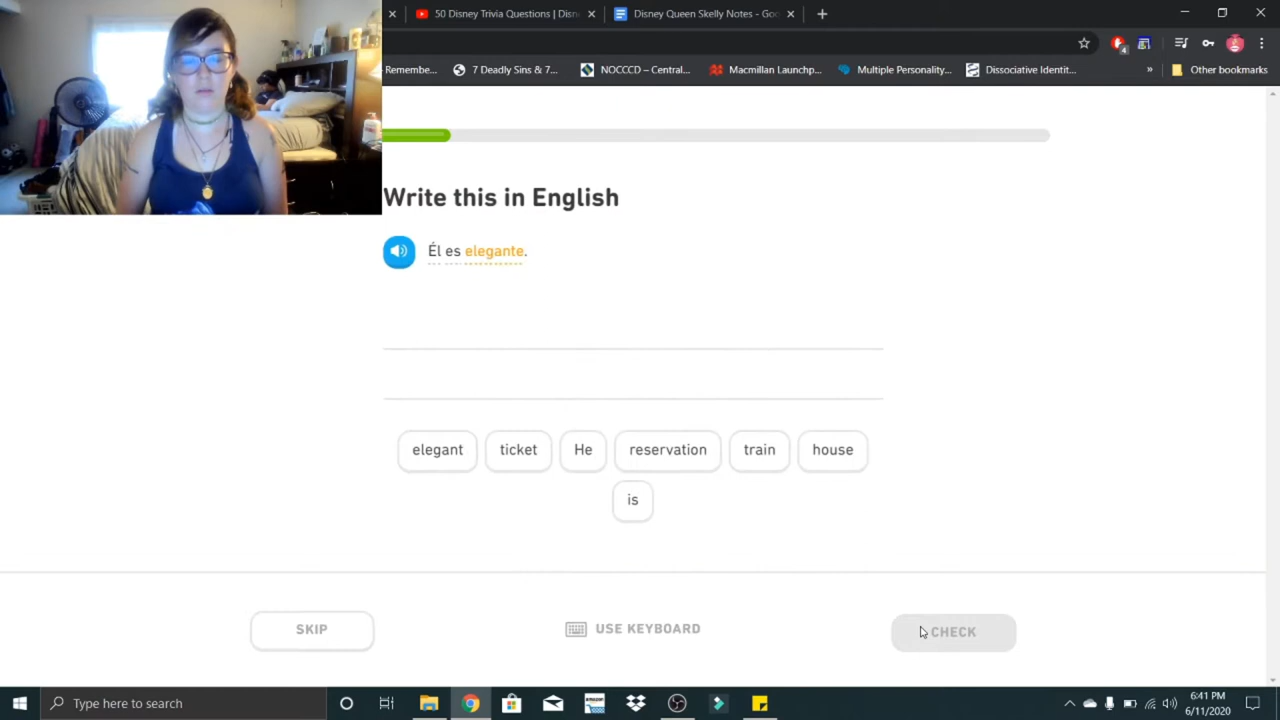 50 Disney Trivia Questions | Disn
Disney Queen Skelly Notes - Goo
4
Remembe...
7 Deadly Sins & 7...
NOCCCD – Central...
Macmillan Launchp...
Multiple Personality...
Dissociative Identit...
»
Other bookmarks
Write this in English
Él es elegante.
elegant
ticket
He
reservation
train
house
is
SKIP
USE KEYBOARD
CHECK
Type here to search
6:41 PM
6/11/2020